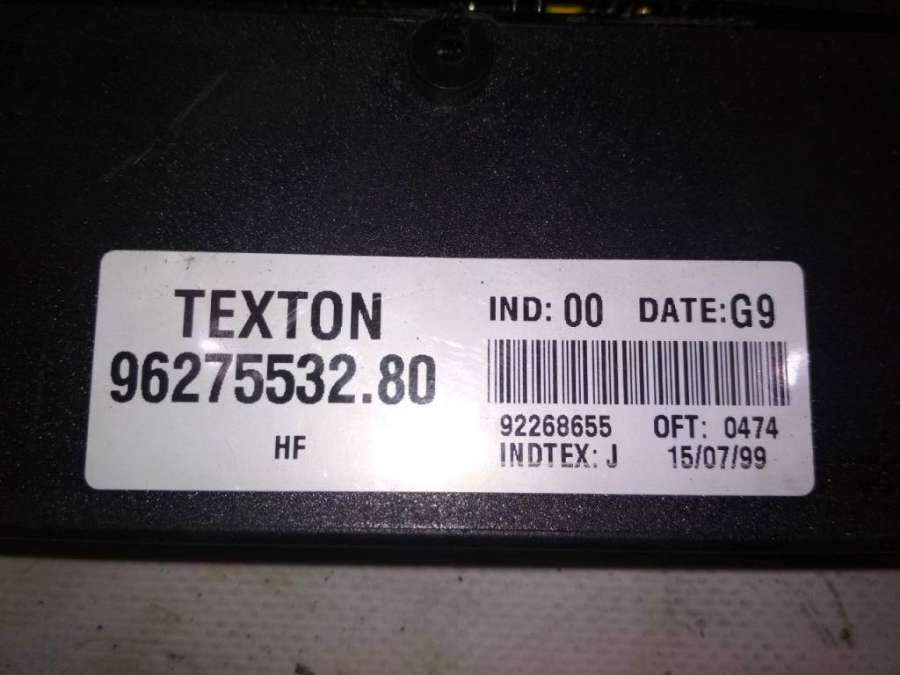 TEXTON
96275532.80
HF
IND: 00 DATE: G9
92268655 OFT: 0474
INDTEX: J 15/07/99